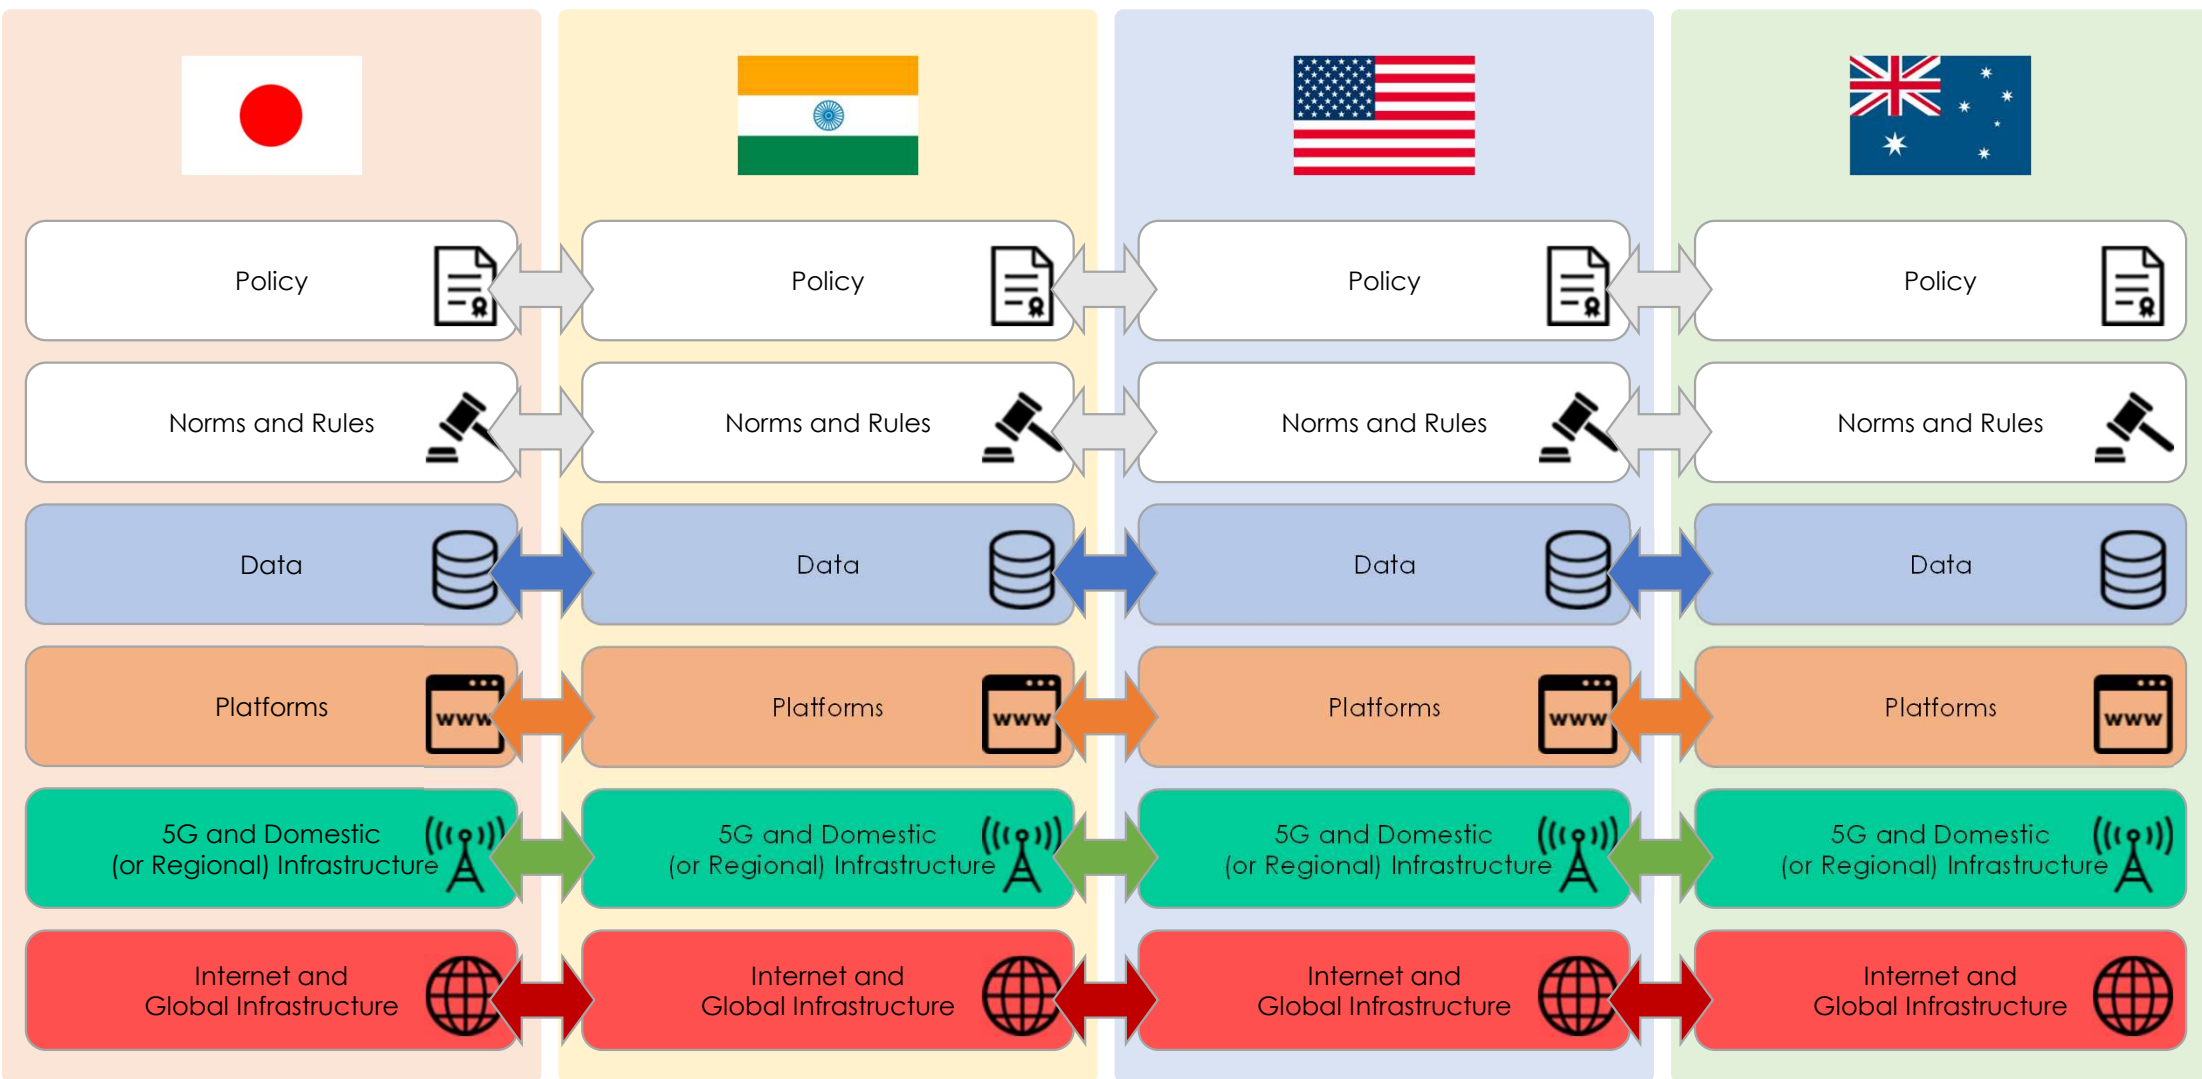 Policy
Policy
Policy
Policy
Norms and Rules
Norms and Rules
Norms and Rules
Norms and Rules
Data
Data
Data
Data
Platforms
www
Platforms
www
Platforms
www
Platforms
www
5G and Domestic
(or Regional) Infrastructure
5G and Domestic
(or Regional) Infrastructure
5G and Domestic
(or Regional) Infrastructure
5G and Domestic
(or Regional) Infrastructure
Internet and
Global Infrastructure
Internet and
Global Infrastructure
Internet and
Global Infrastructure
Internet and
Global Infrastructure